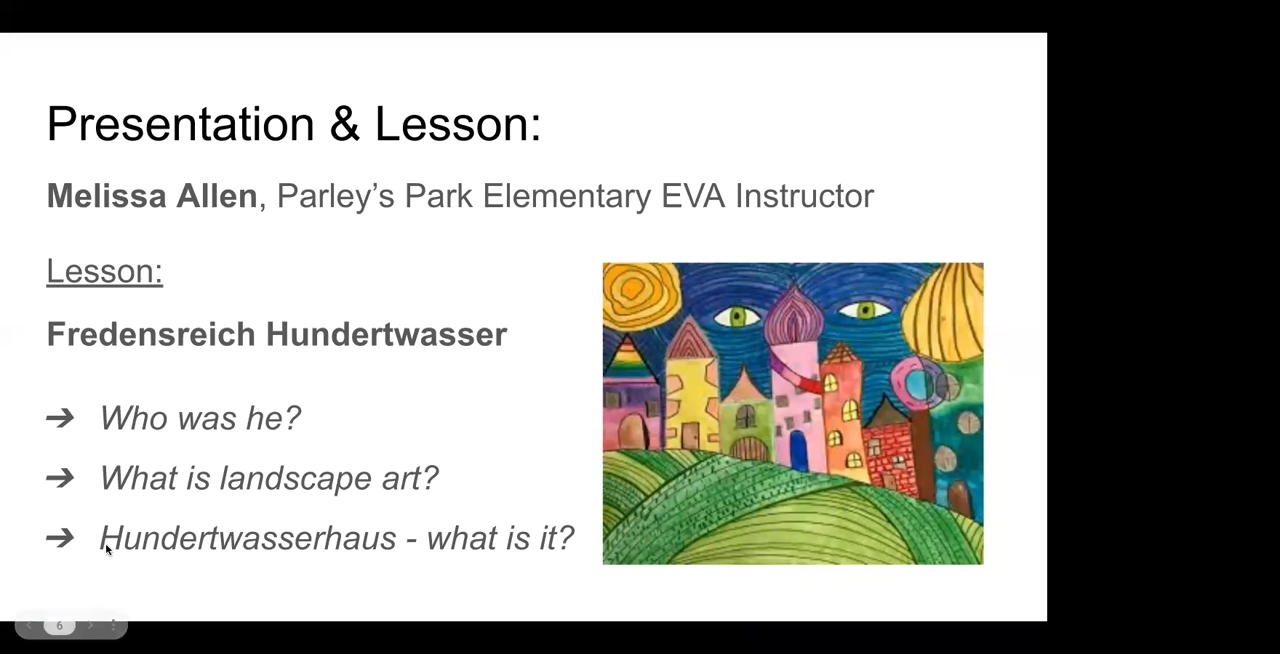 Presentation & Lesson:
Melissa Allen, Parley’s Park Elementary EVA Instructor
Lesson:
Fredensreich Hundertwasser
➔ Who was he?
➔ What is landscape art?
➔ Hundertwasserhaus - what is it?
6